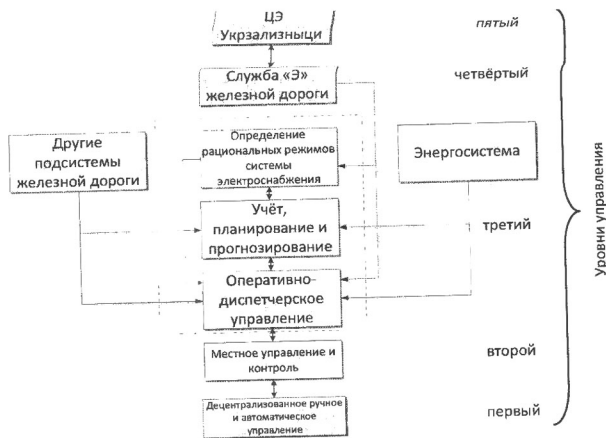 ЦЭ
Укрзализныци
пятый
Служба «Э»
железной дороги
четвёртый
Другие
подсистемы
железной дороги
Определение
рациональных режимов
системы
электроснабжения
Энергосистема
Учёт,
планирование и
прогнозирование
третий
Оперативно-
диспетчерское
управление
Местное управление и
контроль
второй
Децентрализованное ручное
и автоматическое
управление
первый
Уровни управления